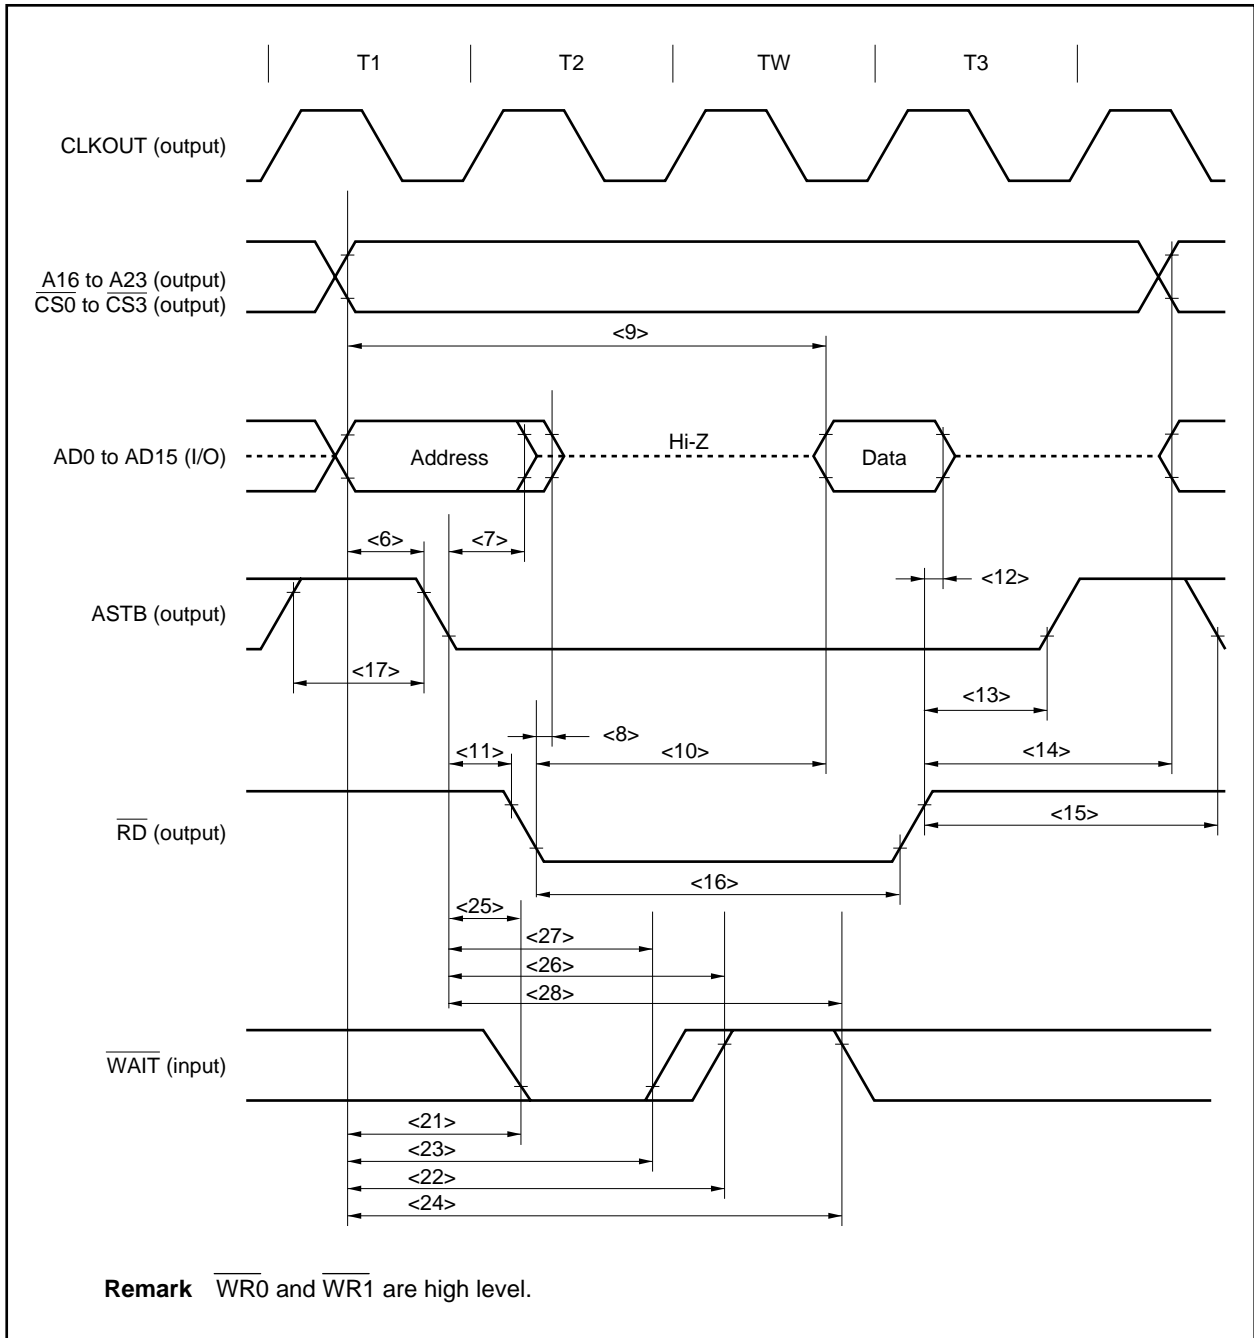 T1 T2 TW T3
CLKOUT (output)
A16 to A23 (output)
CS0 to CS3 (output)
<9>
Hi-Z
AD0 to AD15 (I/O)
Address
Data
<6>
<7>
<12>
ASTB (output)
<17>
<13>
<8>
<11>
<10>
<14>
RD (output)
<15>
<16>
<25>
<27>
<26>
<28>
WAIT (input)
<21>
<23>
<22>
<24>
Remark WR0 and WR1 are high level.